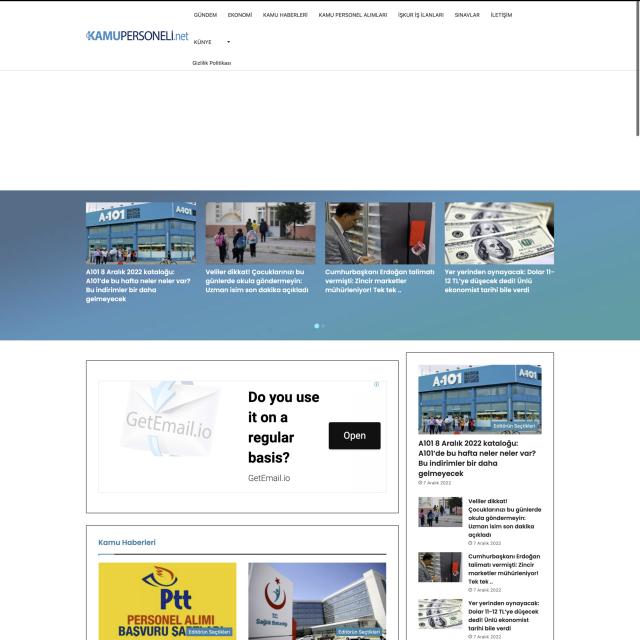 GÜNDEM EKONOMİ KAMU HABERLERİ KAMU PERSONEL ALIMLARI İŞKUR İŞ İLANLARI SINAVLAR İLETİŞİM
KAMUPERSONELİ.net
KÜNYE
Gizlilik Politikası
A101 8 Aralık 2022 kataloğu:
A101'de bu hafta neler neler var?
Bu indirimler bir daha
gelmeyecek
Veliler dikkat! Çocuklarınızı bu
günlerde okula göndermeyin:
Uzman isim son dakika açıkladı
Cumhurbaşkanı Erdoğan talimatı
vermişti: Zincir marketler
mühürleniyor! Tek tek ..
Yer yerinden oynayacak: Dolar 11-
12 TL'ye düşecek dedi! Ünlü
ekonomist tarihi bile verdi
GetEmail.io
Do you use
it on a
regular
basis?
GetEmail.io
Open
A-101
Editörün Seçtikleri
A101 8 Aralık 2022 kataloğu:
A101'de bu hafta neler neler var?
Bu indirimler bir daha
gelmeyecek
7 Aralık 2022
Veliler dikkat!
Çocuklarınızı bu günlerde
okula göndermeyin:
Uzman isim son dakika
açıkladı
7 Aralık 2022
Cumhurbaşkanı Erdoğan
talimatı vermişti: Zincir
marketler mühürleniyor!
Tek tek ..
7 Aralık 2022
Yer yerinden oynayacak:
Dolar 11-12 TL'ye düşecek
dedi! Ünlü ekonomist
tarihi bile verdi
7 Aralık 2022
Kamu Haberleri
Ptt
PERSONEL ALIMI
BAŞVURU
Editörün Seçtikleri
T.C.
Sağlık Bakanlığı
Editörün Seçtikleri